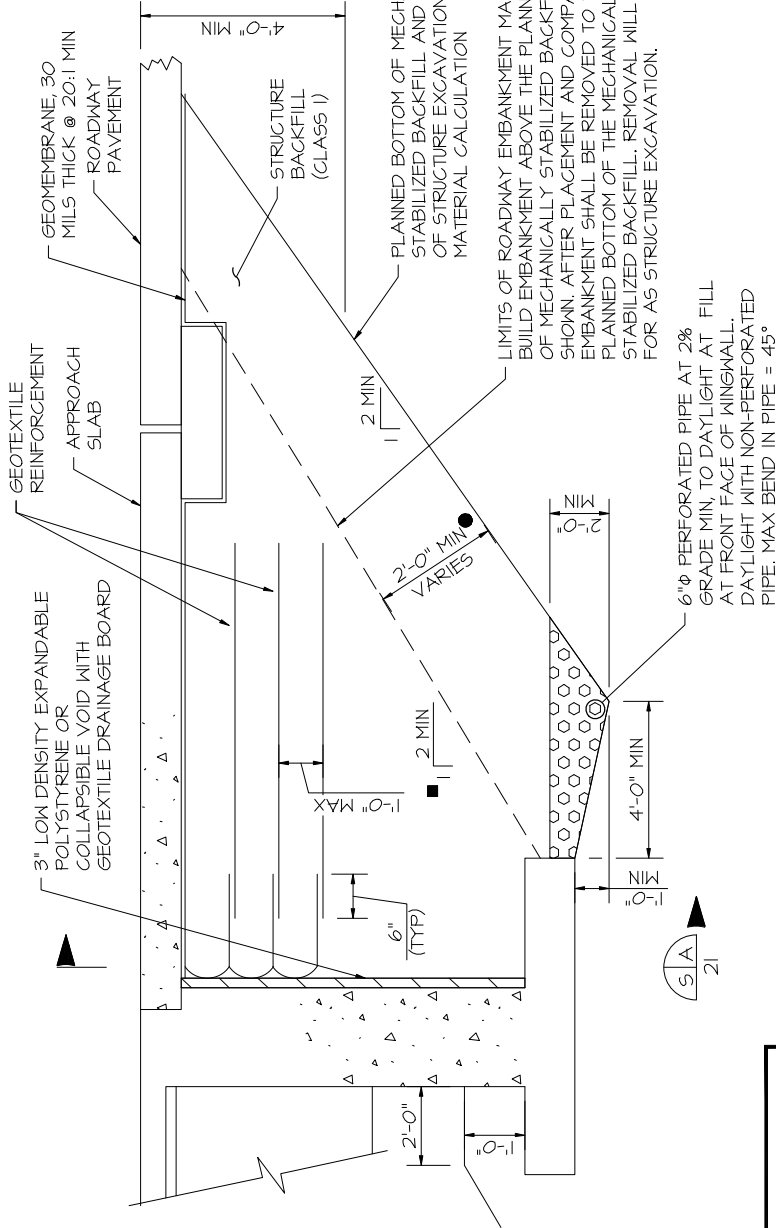 GEOMEMBRANE, 30
MILS THICK @ 20:1 MIN
ROADWAY
PAVEMENT
4'-0" MIN
GEOTEXTILE
REINFORCEMENT
APPROACH
SLAB
STRUCTURE
BACKFILL
(CLASS 1)
3" LOW DENSITY EXPANDABLE
POLYSTYRENE OR
COLLAPSIBLE VOID WITH
GEOTEXTILE DRAINAGE BOARD
PLANNED BOTTOM OF MECH
STABILIZED BACKFILL AND
OF STRUCTURE EXCAVATION
MATERIAL CALCULATION
LIMITS OF ROADWAY EMBANKMENT MA
BUILD EMBANKMENT ABOVE THE PLANN
OF MECHANICALLY STABILIZED BACKF
SHOWN. AFTER PLACEMENT AND COMPA
EMBANKMENT SHALL BE REMOVED TO
PLANNED BOTTOM OF THE MECHANICAL
STABILIZED BACKFILL. REMOVAL WILL
FOR AS STRUCTURE EXCAVATION.
2 MIN
1
2'-0" MIN
VARIES
2 MIN
1
1'-0" MAX
6"
(TYP)
2'-0"
MIN
4'-0" MIN
1'-0"
MIN
2'-0"
1'-0"
6"Φ PERFORATED PIPE AT 2%
GRADE MIN, TO DAYLIGHT AT FILL
AT FRONT FACE OF WINGWALL.
DAYLIGHT WITH NON-PERFORATED
PIPE. MAX BEND IN PIPE = 45°
S A
21